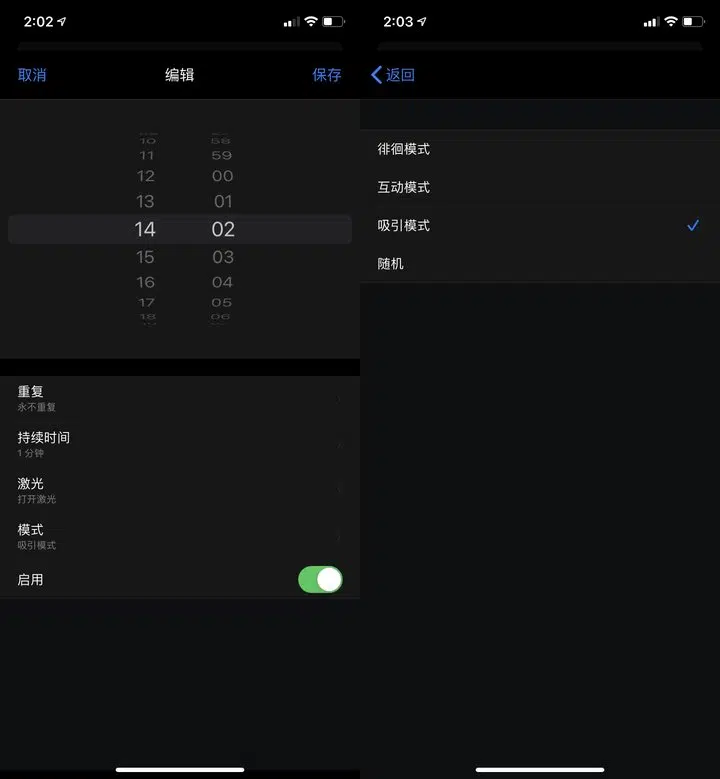 2:02
取消 编辑 保存
10 58
11 59
12 00
13 01
14 02
15 03
16 04
17 05
18 06
重复
永不重复
持续时间
1 分钟
激光
打开激光
模式
吸引模式
启用
2:03
返回
徘徊模式
互动模式
吸引模式
随机